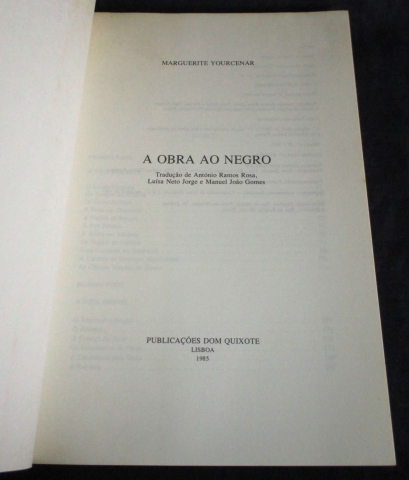 MARGUERITE YOURCENAR
A OBRA AO NEGRO
Tradução de António Ramos Rosa,
Luísa Neto Jorge e Manuel João Gomes
PUBLICAÇÕES DOM QUIXOTE
LISBOA
1985